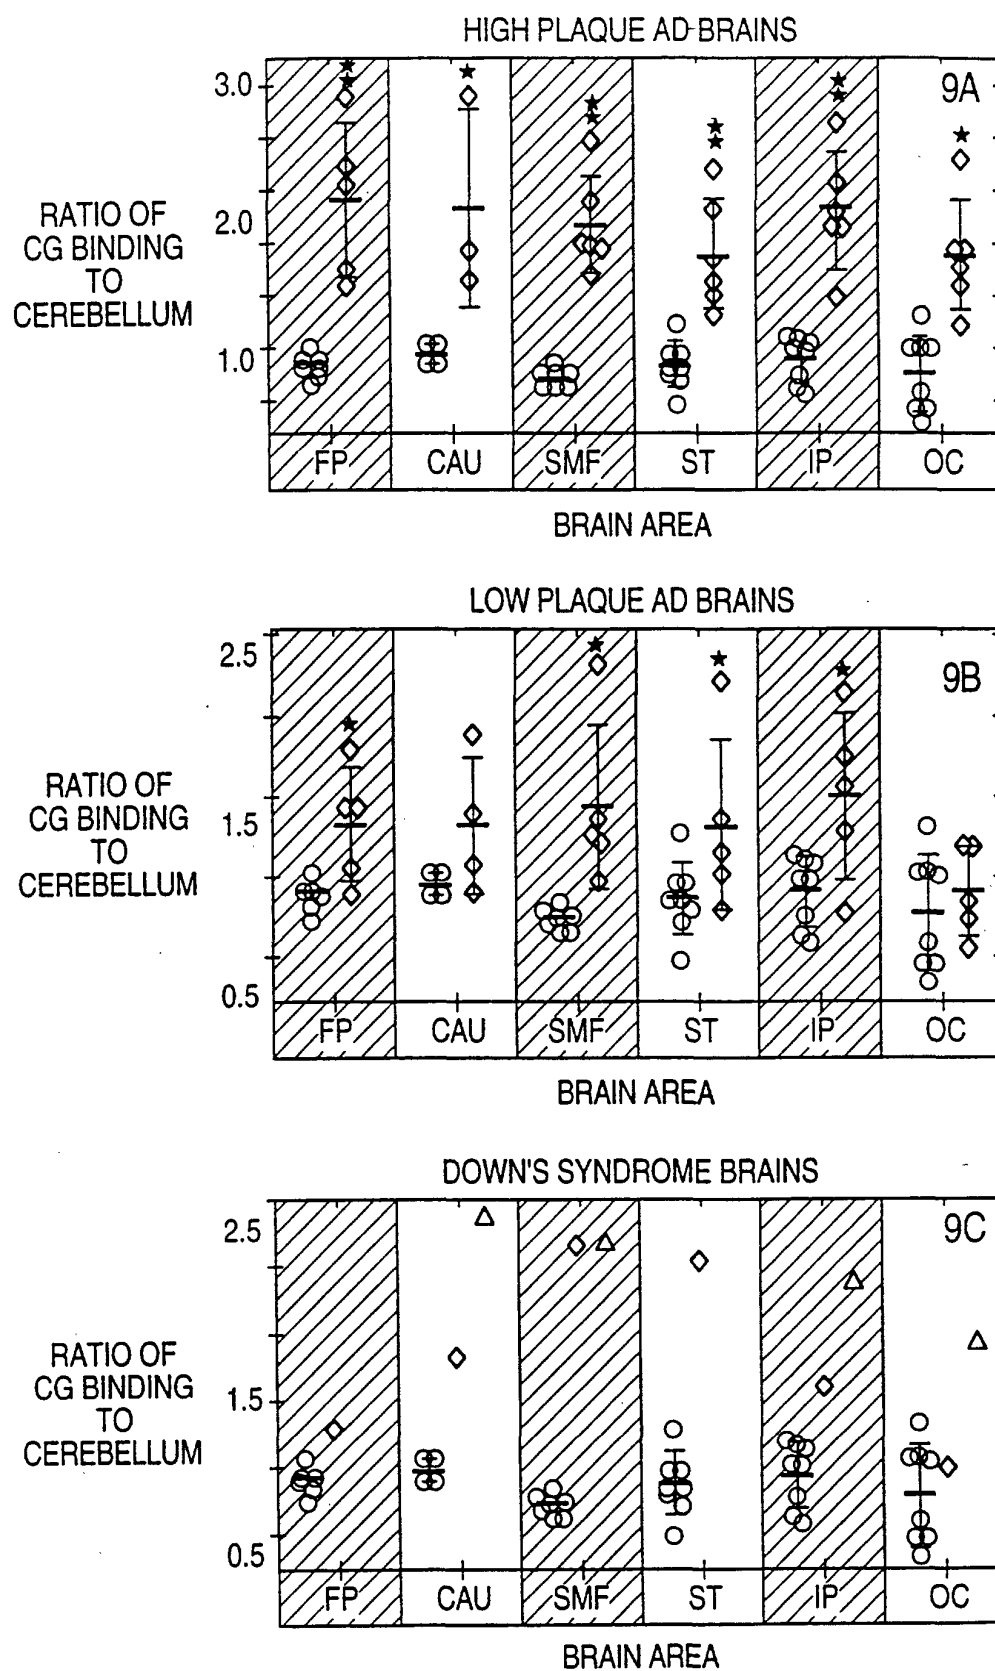 HIGH PLAQUE AD BRAINS
9A
3.0
2.0
1.0
RATIO OF
CG BINDING
TO
CEREBELLUM
FP CAU SMF ST IP OC
BRAIN AREA
LOW PLAQUE AD BRAINS
9B
2.5
1.5
0.5
RATIO OF
CG BINDING
TO
CEREBELLUM
FP CAU SMF ST IP OC
BRAIN AREA
DOWN'S SYNDROME BRAINS
9C
2.5
1.5
0.5
RATIO OF
CG BINDING
TO
CEREBELLUM
FP CAU SMF ST IP OC
BRAIN AREA